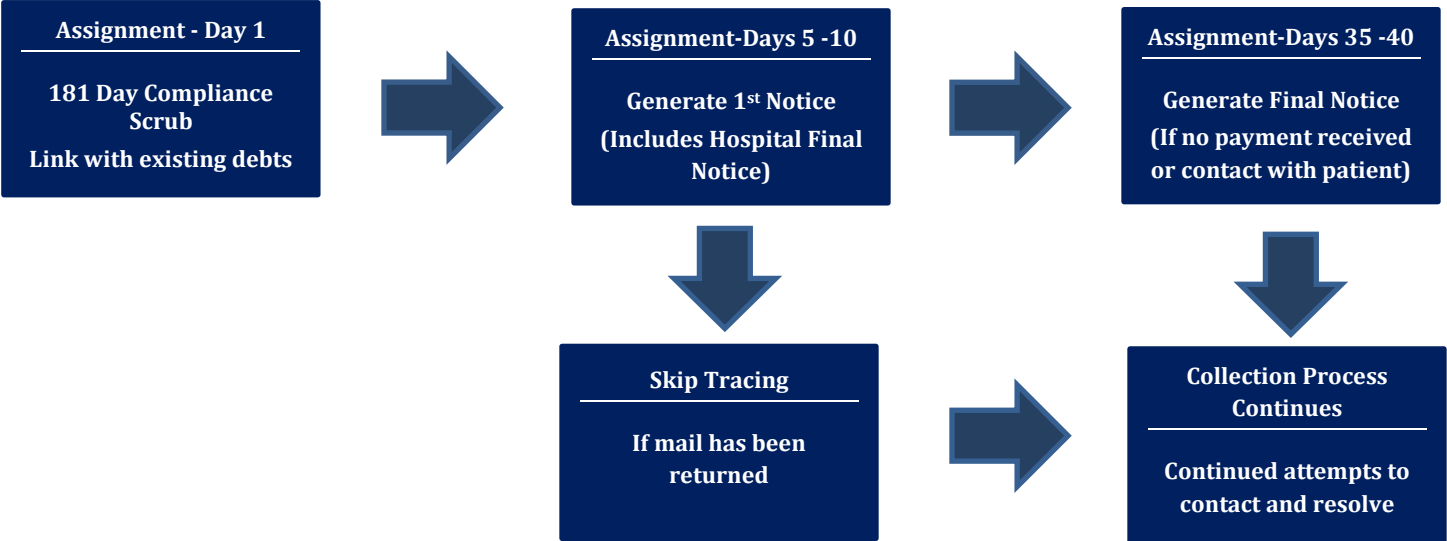 Assignment - Day 1
181 Day Compliance
Scrub
Link with existing debts
Assignment-Days 5 -10
Generate 1st Notice
(Includes Hospital Final
Notice)
Assignment-Days 35 -40
Generate Final Notice
(If no payment received
or contact with patient)
Skip Tracing
If mail has been
returned
Collection Process
Continues
Continued attempts to
contact and resolve